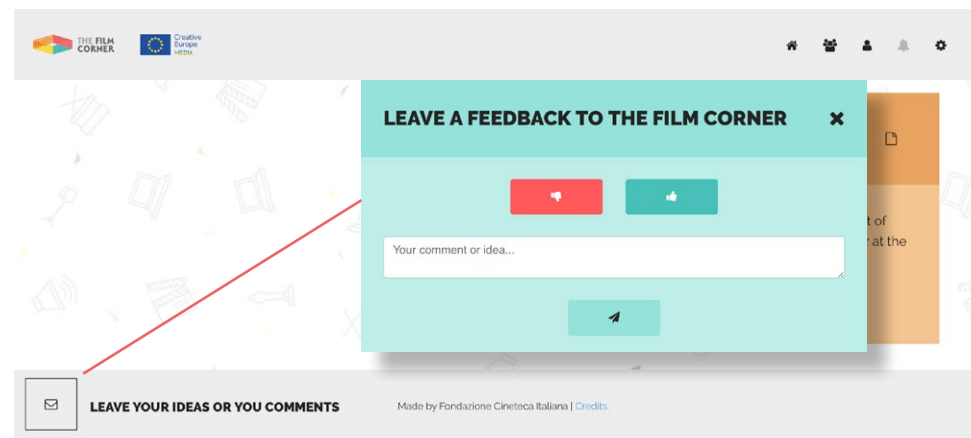 THE FILM
CORNER
Creative
Europe
MEDIA
LEAVE A FEEDBACK TO THE FILM CORNER
t of
at the
Your comment or idea...
LEAVE YOUR IDEAS OR YOU COMMENTS
Made by Fondazione Cineteca Italiana | Credits